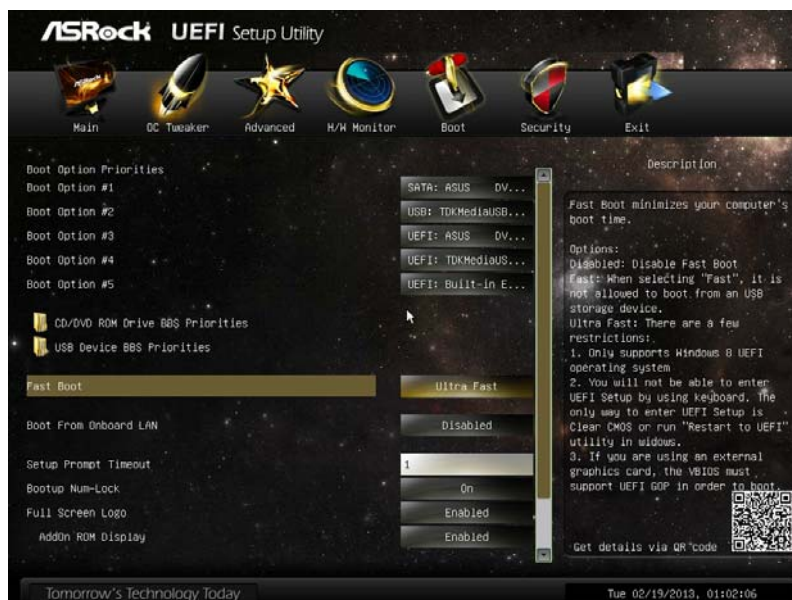 ASRock UEFI Setup Utility
Main OC Tweaker Advanced H/W Monitor Boot Security Exit
Boot Option Priorities
Boot Option #1 SATA: ASUS DV...
Boot Option #2 USB: TDKMediaUSB...
Boot Option #3 UEFI: ASUS DV...
Boot Option #4 UEFI: TDKMediaUS...
Boot Option #5 UEFI: Built-in E...
CD/DVD ROM Drive BBS Priorities
USB Device BBS Priorities
Fast Boot Ultra Fast
Boot From Onboard LAN Disabled
Setup Prompt Timeout 1
Bootup Num-Lock On
Full Screen Logo Enabled
AddOn ROM Display Enabled
Description
Fast Boot minimizes your computer's
boot time.
Options:
Disabled: Disable Fast Boot
Fast: When selecting "Fast", it is
not allowed to boot from an USB
storage device.
Ultra Fast: There are a few
restrictions:
1. Only supports Windows 8 UEFI
operating system
2. You will not be able to enter
UEFI Setup by using keyboard. The
only way to enter UEFI Setup is
Clear CMOS or run "Restart to UEFI"
utility in widows.
3. If you are using an external
graphics card, the VBIOS must
support UEFI GOP in order to boot.
Get details via QR code
Tomorrow's Technology Today
Tue 02/19/2013, 01:02:06